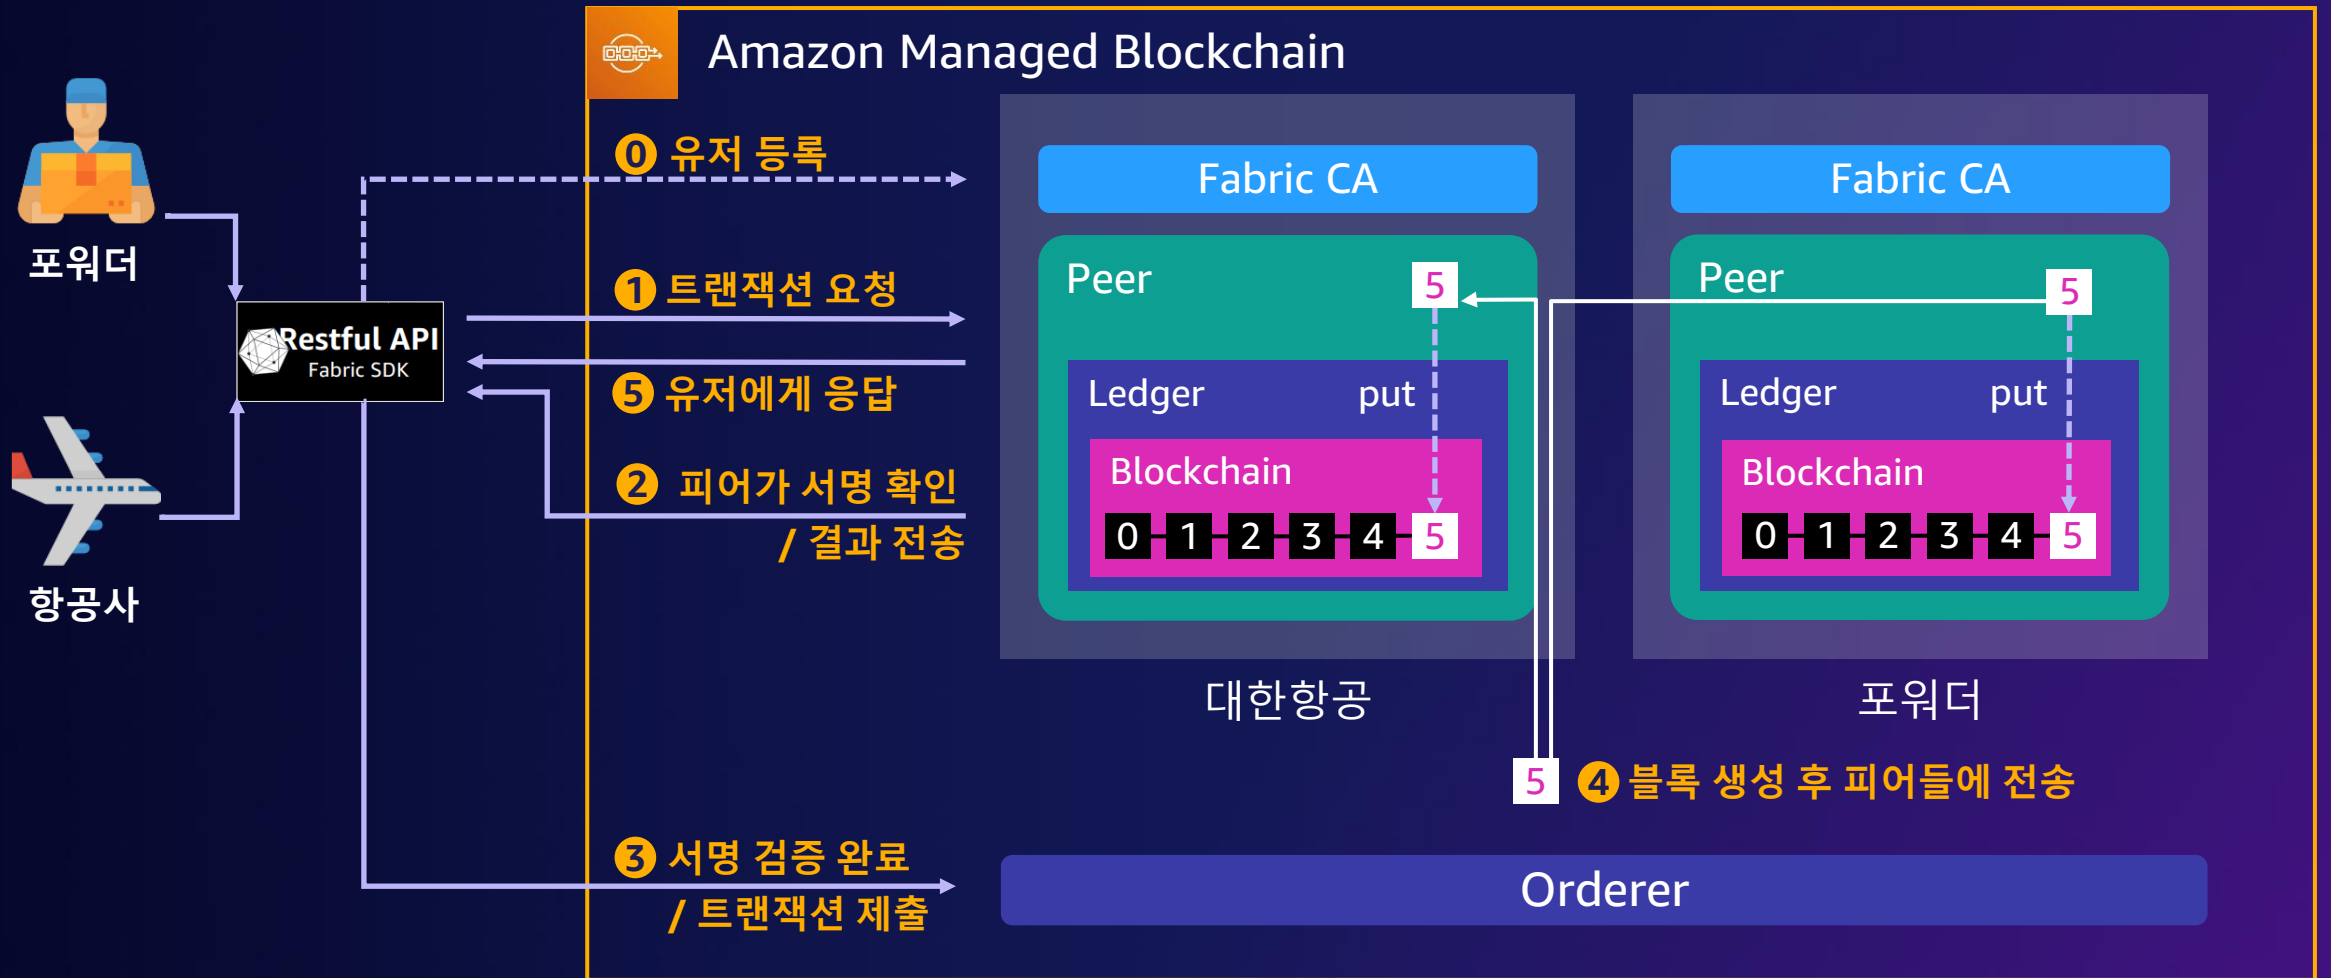 Amazon Managed Blockchain
포워더
항공사
Restful API
Fabric SDK
0 유저 등록
1 트랜잭션 요청
5 유저에게 응답
2 피어가 서명 확인
/ 결과 전송
3 서명 검증 완료
/ 트랜잭션 제출
Fabric CA
Peer
5
Ledger
put
Blockchain
0 1 2 3 4 5
대한항공
Fabric CA
Peer
5
Ledger
put
Blockchain
0 1 2 3 4 5
포워더
5
4 블록 생성 후 피어들에 전송
Orderer